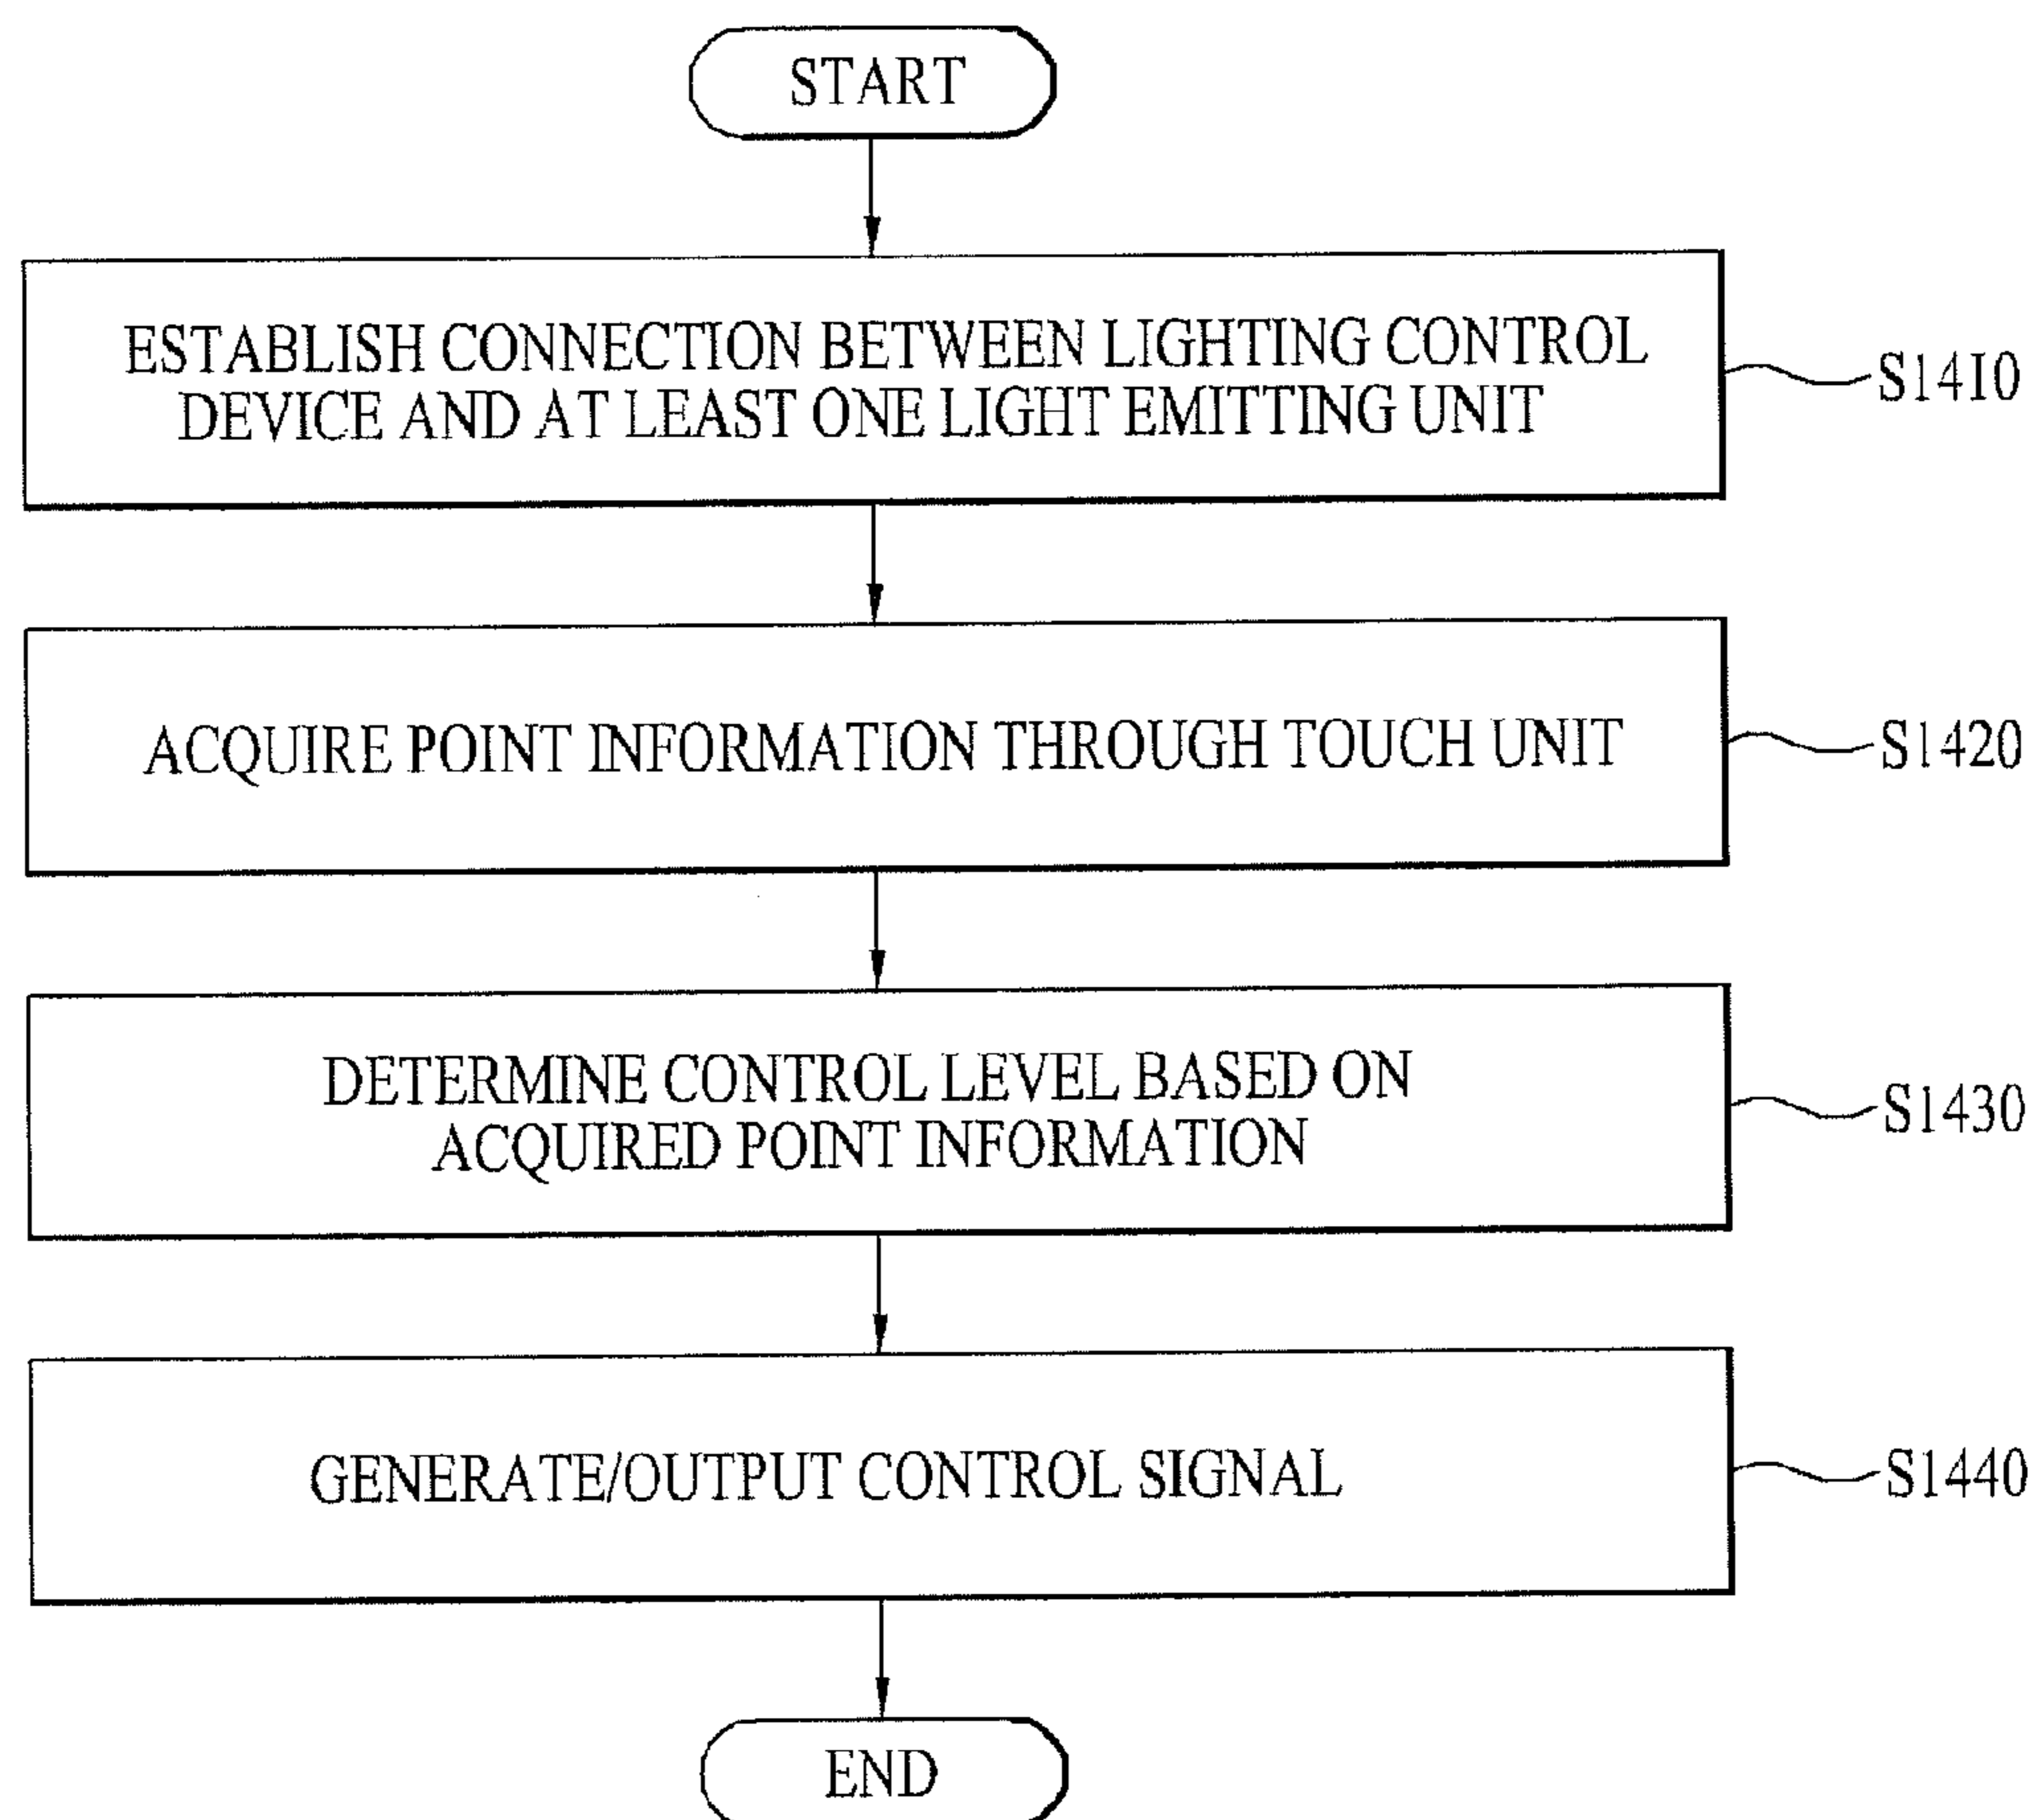 START
ESTABLISH CONNECTION BETWEEN LIGHTING CONTROL
DEVICE AND AT LEAST ONE LIGHT EMITTING UNIT
S1410
ACQUIRE POINT INFORMATION THROUGH TOUCH UNIT
S1420
DETERMINE CONTROL LEVEL BASED ON
ACQUIRED POINT INFORMATION
S1430
GENERATE/OUTPUT CONTROL SIGNAL
S1440
END